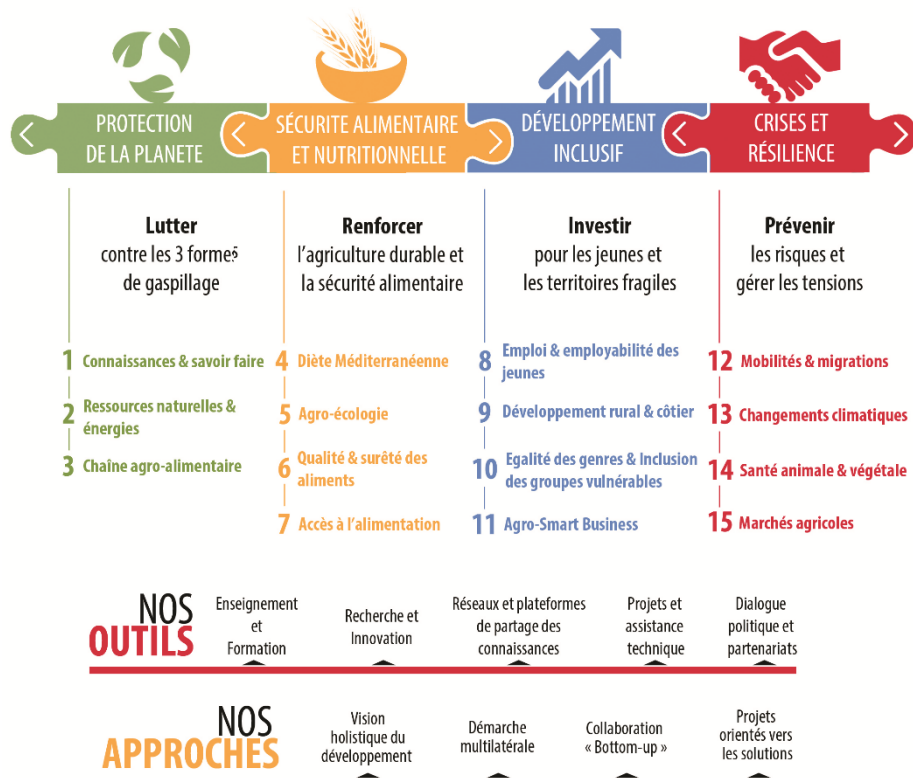 PROTECTION
DE LA PLANETE
SÉCURITE ALIMENTAIRE
ET NUTRITIONNELLE
DÉVELOPPEMENT
INCLUSIF
CRISES ET
RÉSILIENCE
Lutter
contre les 3 formes
de gaspillage
Renforcer
l'agriculture durable et
la sécurité alimentaire
Investir
pour les jeunes et
les territoires fragiles
Prévenir
les risques et
gérer les tensions
1 Connaissances & savoir faire
2 Ressources naturelles &
énergies
3 Chaîne agro-alimentaire
4 Diète Méditerranéenne
5 Agro-écologie
6 Qualité & surêté des
aliments
7 Accès à l'alimentation
8 Emploi & employabilité des
jeunes
9 Développement rural & côtier
10 Egalité des genres & Inclusion
des groupes vulnérables
11 Agro-Smart Business
12 Mobilités & migrations
13 Changements climatiques
14 Santé animale & végétale
15 Marchés agricoles
NOS
OUTILS
Enseignement
et
Formation
Recherche et
Innovation
Réseaux et plateformes
de partage des
connaissances
Projets et
assistance
technique
Dialogue
politique et
partenariats
NOS
APPROCHES
Vision
holistique du
développement
Démarche
multilatérale
Collaboration
« Bottom-up »
Projets
orientés vers
les solutions